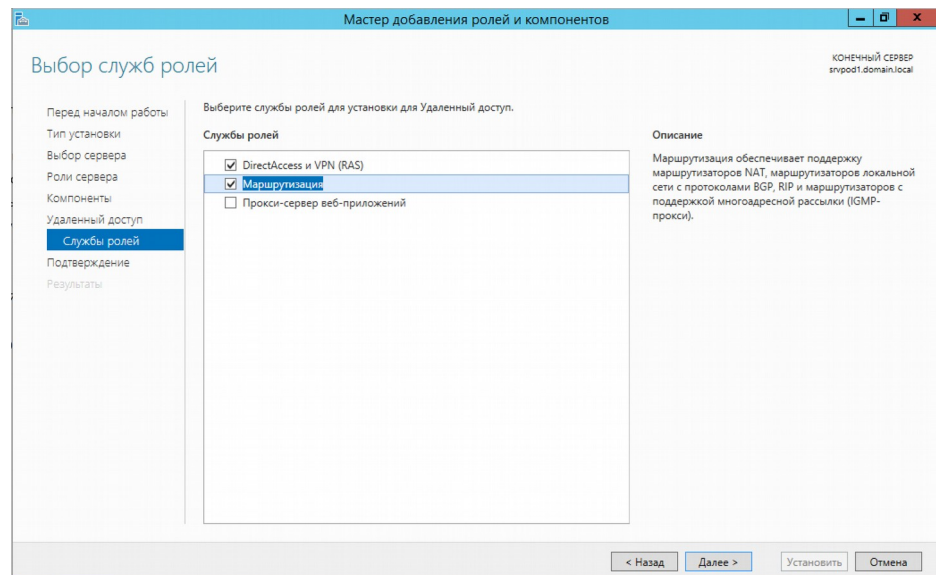 Мастер добавления ролей и компонентов
Выбор служб ролей
КОНЕЧНЫЙ СЕРВЕР
srvpod1.domain.local
Перед началом работы
Тип установки
Выбор сервера
Роли сервера
Компоненты
Удаленный доступ
Службы ролей
Подтверждение
Результаты
Выберите службы ролей для установки для Удаленный доступ.
Службы ролей
DirectAccess и VPN (RAS)
Маршрутизация
Прокси-сервер веб-приложений
Описание
Маршрутизация обеспечивает поддержку
маршрутизаторов NAT, маршрутизаторов локальной
сети с протоколами BGP, RIP и маршрутизаторов с
поддержкой многоадресной рассылки (IGMP-
прокси).
< Назад
Далее >
Установить
Отмена